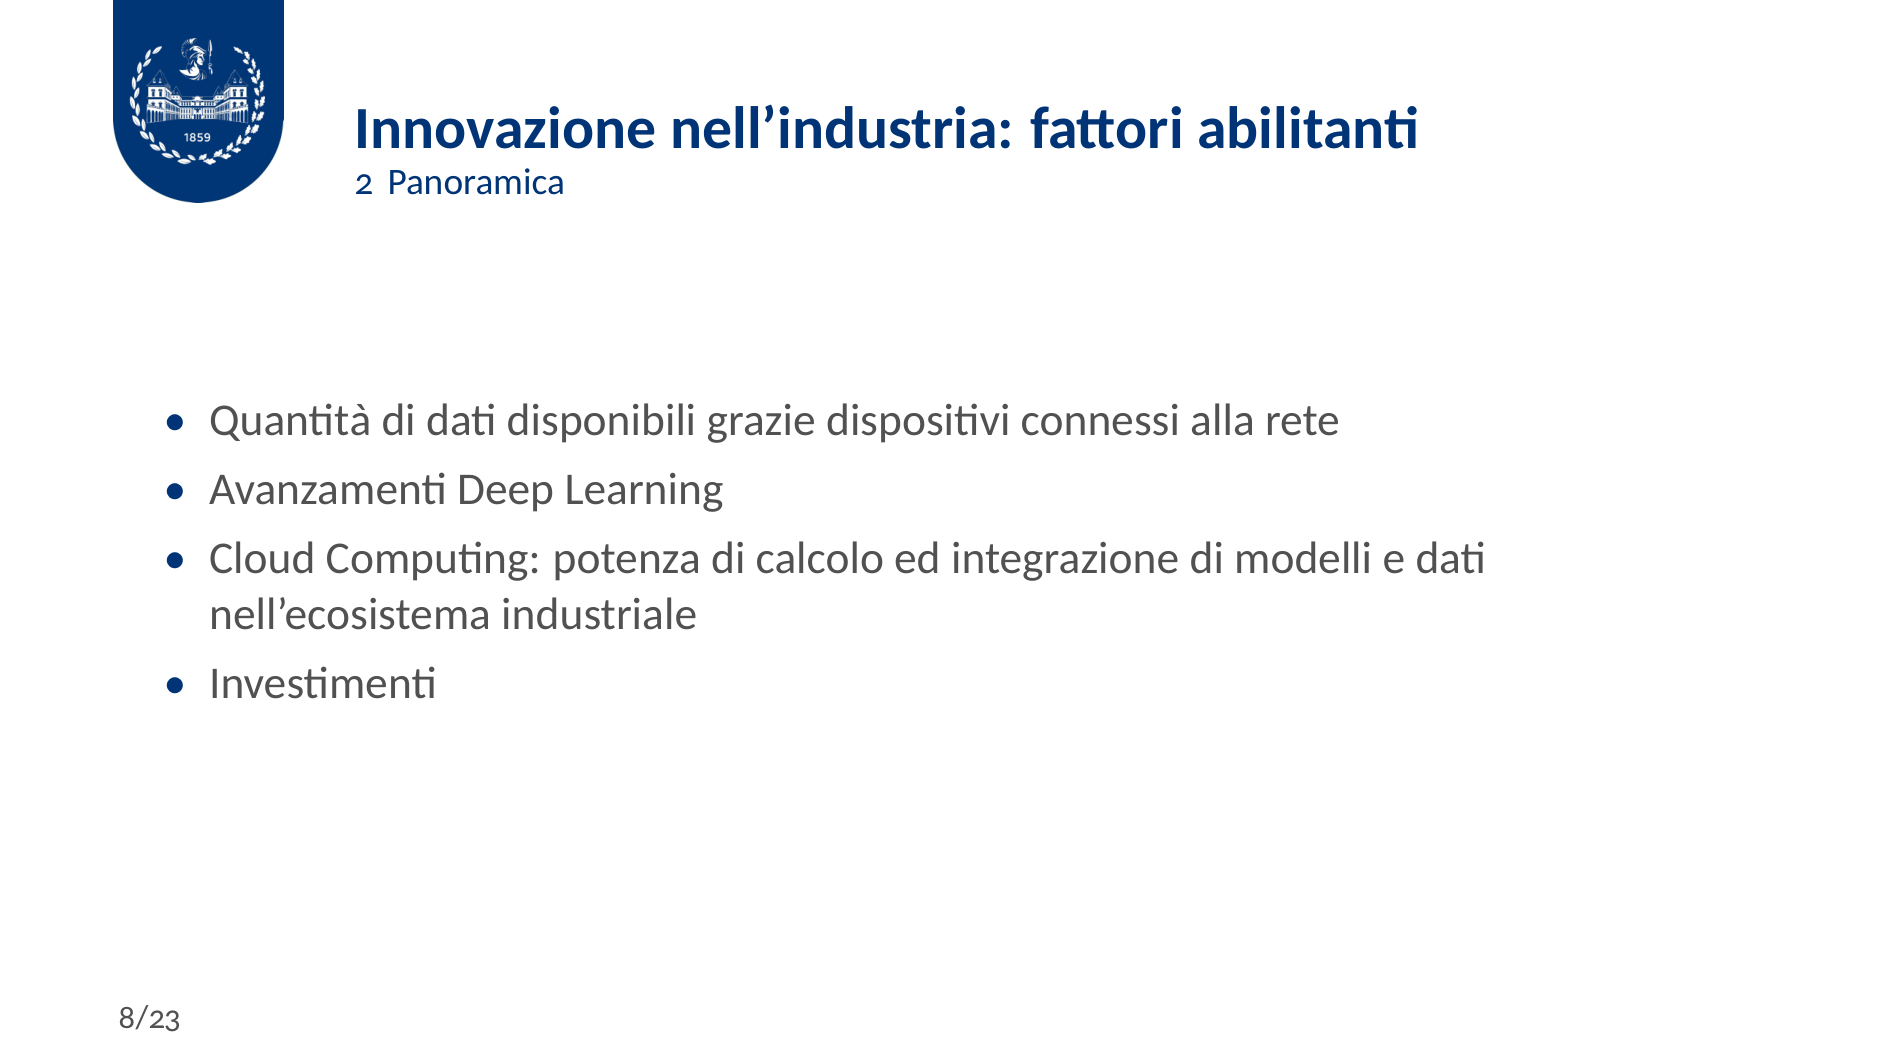 1859
Innovazione nell’industria: fattori abilitanti
2 Panoramica
• Quantità di dati disponibili grazie dispositivi connessi alla rete
• Avanzamenti Deep Learning
• Cloud Computing: potenza di calcolo ed integrazione di modelli e dati
nell’ecosistema industriale
• Investimenti
8/23